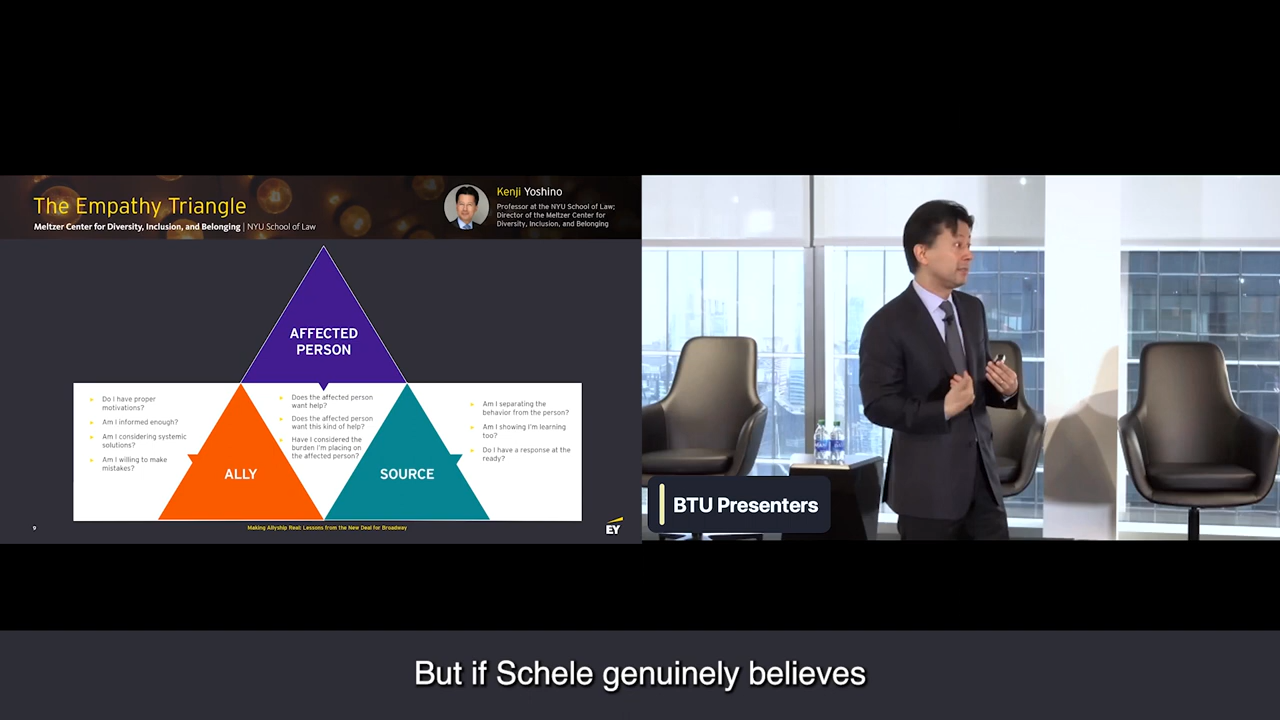 The Empathy Triangle
Meltzer Center for Diversity, Inclusion, and Belonging | NYU School of Law
Kenji Yoshino
Professor at the NYU School of Law;
Director of the Meltzer Center for
Diversity, Inclusion, and Belonging
AFFECTED
PERSON
Do I have proper
motivations?
Am I informed enough?
Am I considering systemic
solutions?
Am I willing to make
mistakes?
ALLY
Does the affected person
want help?
Does the affected person
want this kind of help?
Have I considered the
burden I'm placing on
the affected person?
SOURCE
Am I separating the
behavior from the person?
Am I showing I'm learning
too?
Do I have a response at the
ready?
9
Making Allyship Real: Lessons from the New Deal for Broadway
EY
BTU Presenters
But if Schele genuinely believes